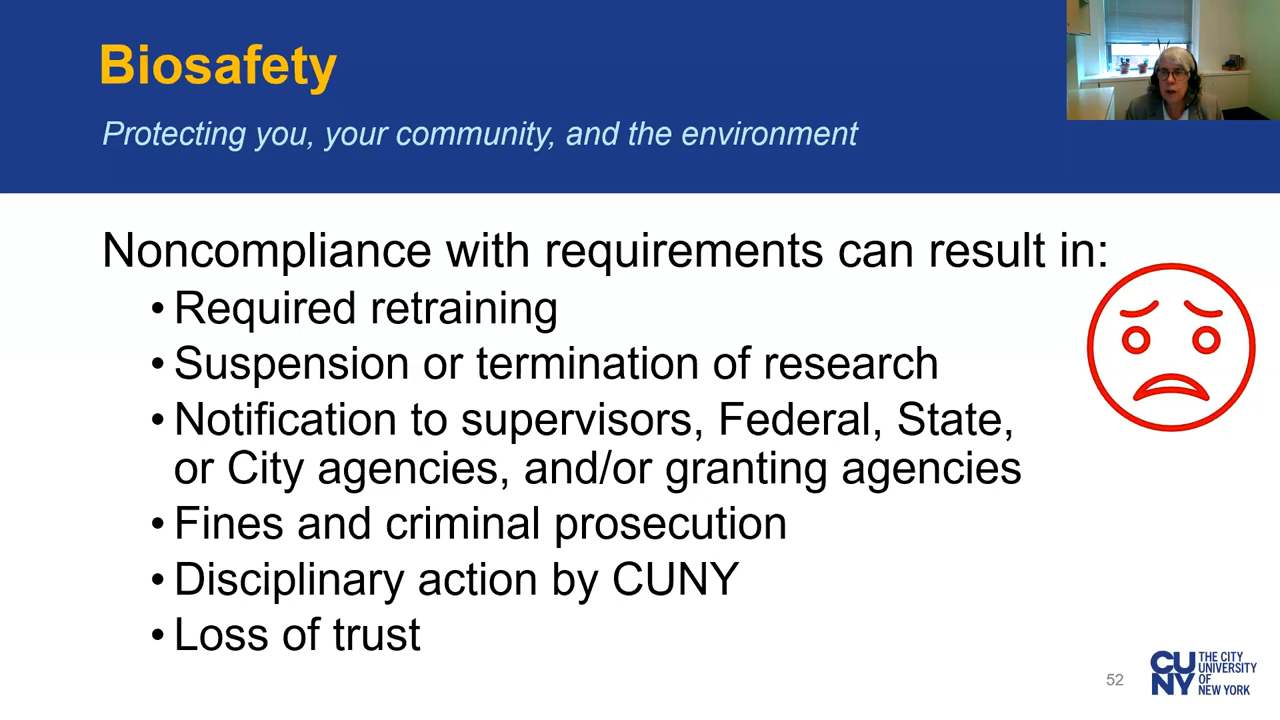 Biosafety
Protecting you, your community, and the environment
Noncompliance with requirements can result in:
• Required retraining
• Suspension or termination of research
• Notification to supervisors, Federal, State,
or City agencies, and/or granting agencies
• Fines and criminal prosecution
• Disciplinary action by CUNY
• Loss of trust
52
CU
NY
THE CITY
UNIVERSITY
OF
NEW YORK